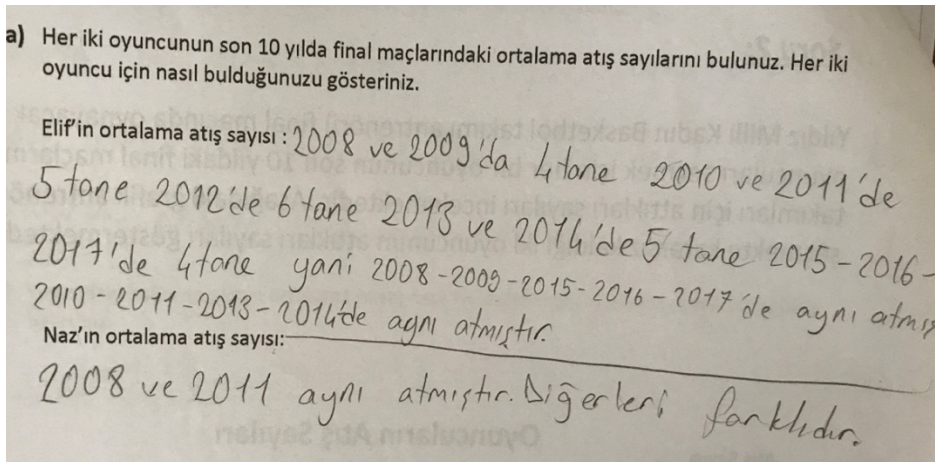 a) Her iki oyuncunun son 10 yılda final maçlarındaki ortalama atış sayılarını bulunuz. Her iki
oyuncu için nasıl bulduğunuzu gösteriniz.
Elif'in ortalama atış sayısı : 2008 ve 2009'da 4 tane 2010 ve 2011'de
5 tane 2012'de 6 tane 2013 ve 2014'de 5 tane 2015-2016-
2017'de 4 tane yani 2008-2009-2015-2016-2017'de aynı atmış
2010-2011-2013-2014'de aynı atmıştır.
Naz'ın ortalama atış sayısı:
2008 ve 2011 aynı atmıştır. Diğerleri farklıdır.